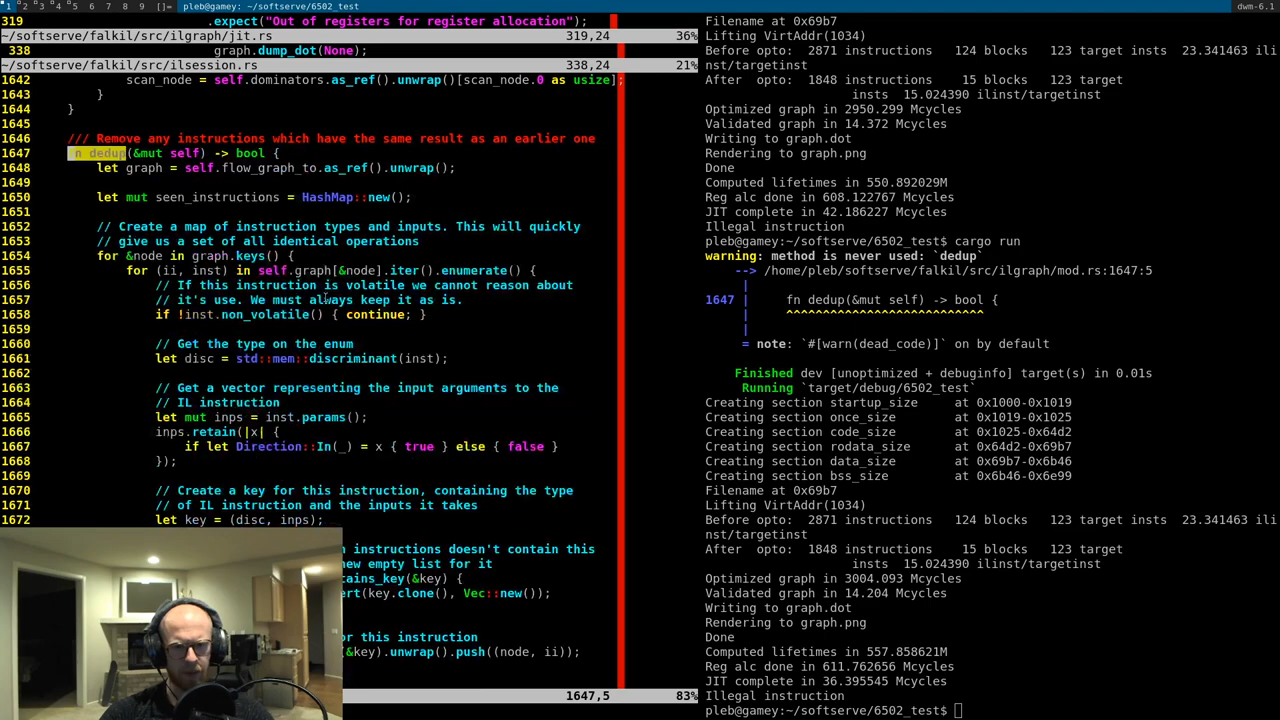 1 2 3 4 5 6 7 8 9 []= pleb@gamey: ~/softserve/6502_test dwm-6.1
319 .expect("Out of registers for register allocation");
~/softserve/falkil/src/ilgraph/jit.rs 319,24 36%
338 graph.dump_dot(None);
~/softserve/falkil/src/ilsession.rs 338,24 21%
1642 scan_node = self.dominators.as_ref().unwrap()[scan_node.0 as usize];
1643 }
1644 }
1645
1646 /// Remove any instructions which have the same result as an earlier one
1647 fn dedup(&mut self) -> bool {
1648 let graph = self.flow_graph_to.as_ref().unwrap();
1649
1650 let mut seen_instructions = HashMap::new();
1651
1652 // Create a map of instruction types and inputs. This will quickly
1653 // give us a set of all identical operations
1654 for &node in graph.keys() {
1655 for (ii, inst) in self.graph[&node].iter().enumerate() {
1656 // If this instruction is volatile we cannot reason about
1657 // it's use. We must always keep it as is.
1658 if !inst.non_volatile() { continue; }
1659
1660 // Get the type on the enum
1661 let disc = std::mem::discriminant(inst);
1662
1663 // Get a vector representing the input arguments to the
1664 // IL instruction
1665 let mut inps = inst.params();
1666 inps.retain(|x| {
1667 if let Direction::In(_) = x { true } else { false }
1668 });
1669
1670 // Create a key for this instruction, containing the type
1671 // of IL instruction and the inputs it takes
1672 let key = (disc, inps);
n instructions doesn't contain this
new empty list for it
tains_key(&key) {
ert(key.clone(), Vec::new());
or this instruction
(&key).unwrap().push((node, ii));
1647,5 83%
Filename at 0x69b7
Lifting VirtAddr(1034)
Before opto: 2871 instructions 124 blocks 123 target insts 23.341463 ili
nst/targetinst
After opto: 1848 instructions 15 blocks 123 target
insts 15.024390 ilinst/targetinst
Optimized graph in 2950.299 Mcycles
Validated graph in 14.372 Mcycles
Writing to graph.dot
Rendering to graph.png
Done
Computed lifetimes in 550.892029M
Reg alc done in 608.122767 Mcycles
JIT complete in 42.186227 Mcycles
Illegal instruction
pleb@gamey:~/softserve/6502_test$ cargo run
warning: method is never used: `dedup`
--> /home/pleb/softserve/falkil/src/ilgraph/mod.rs:1647:5
|
1647 | fn dedup(&mut self) -> bool {
| ^^^^^^^^^^^^^^^^^^^^^^^^^^^
|
= note: `#[warn(dead_code)]` on by default
Finished dev [unoptimized + debuginfo] target(s) in 0.01s
Running `target/debug/6502_test`
Creating section startup_size at 0x1000-0x1019
Creating section once_size at 0x1019-0x1025
Creating section code_size at 0x1025-0x64d2
Creating section rodata_size at 0x64d2-0x69b7
Creating section data_size at 0x69b7-0x6b46
Creating section bss_size at 0x6b46-0x6e99
Filename at 0x69b7
Lifting VirtAddr(1034)
Before opto: 2871 instructions 124 blocks 123 target insts 23.341463 ili
nst/targetinst
After opto: 1848 instructions 15 blocks 123 target
insts 15.024390 ilinst/targetinst
Optimized graph in 3004.093 Mcycles
Validated graph in 14.204 Mcycles
Writing to graph.dot
Rendering to graph.png
Done
Computed lifetimes in 557.858621M
Reg alc done in 611.762656 Mcycles
JIT complete in 36.395545 Mcycles
Illegal instruction
pleb@gamey:~/softserve/6502_test$